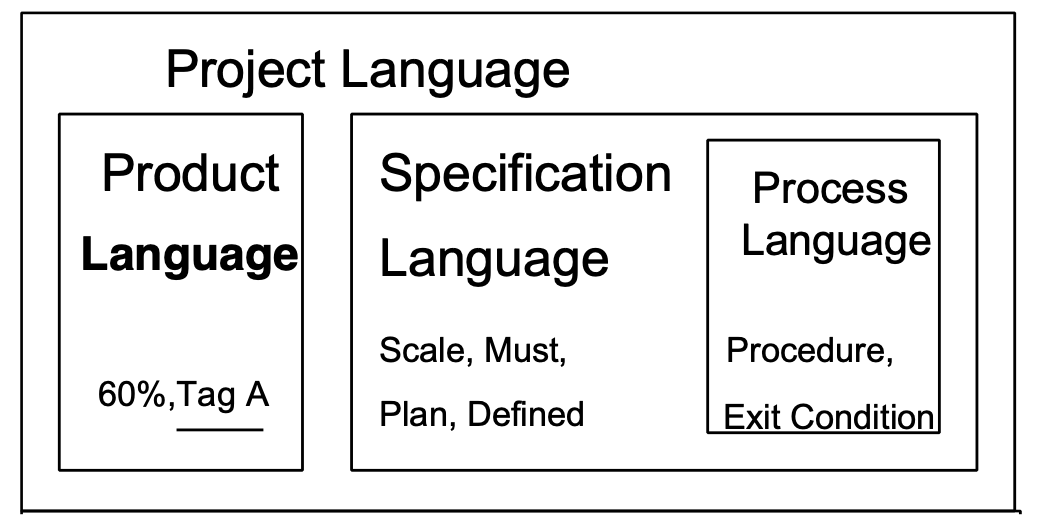 Project Language
Product
Language
60%,Tag A
Specification
Language
Scale, Must,
Plan, Defined
Process
Language
Procedure,
Exit Condition